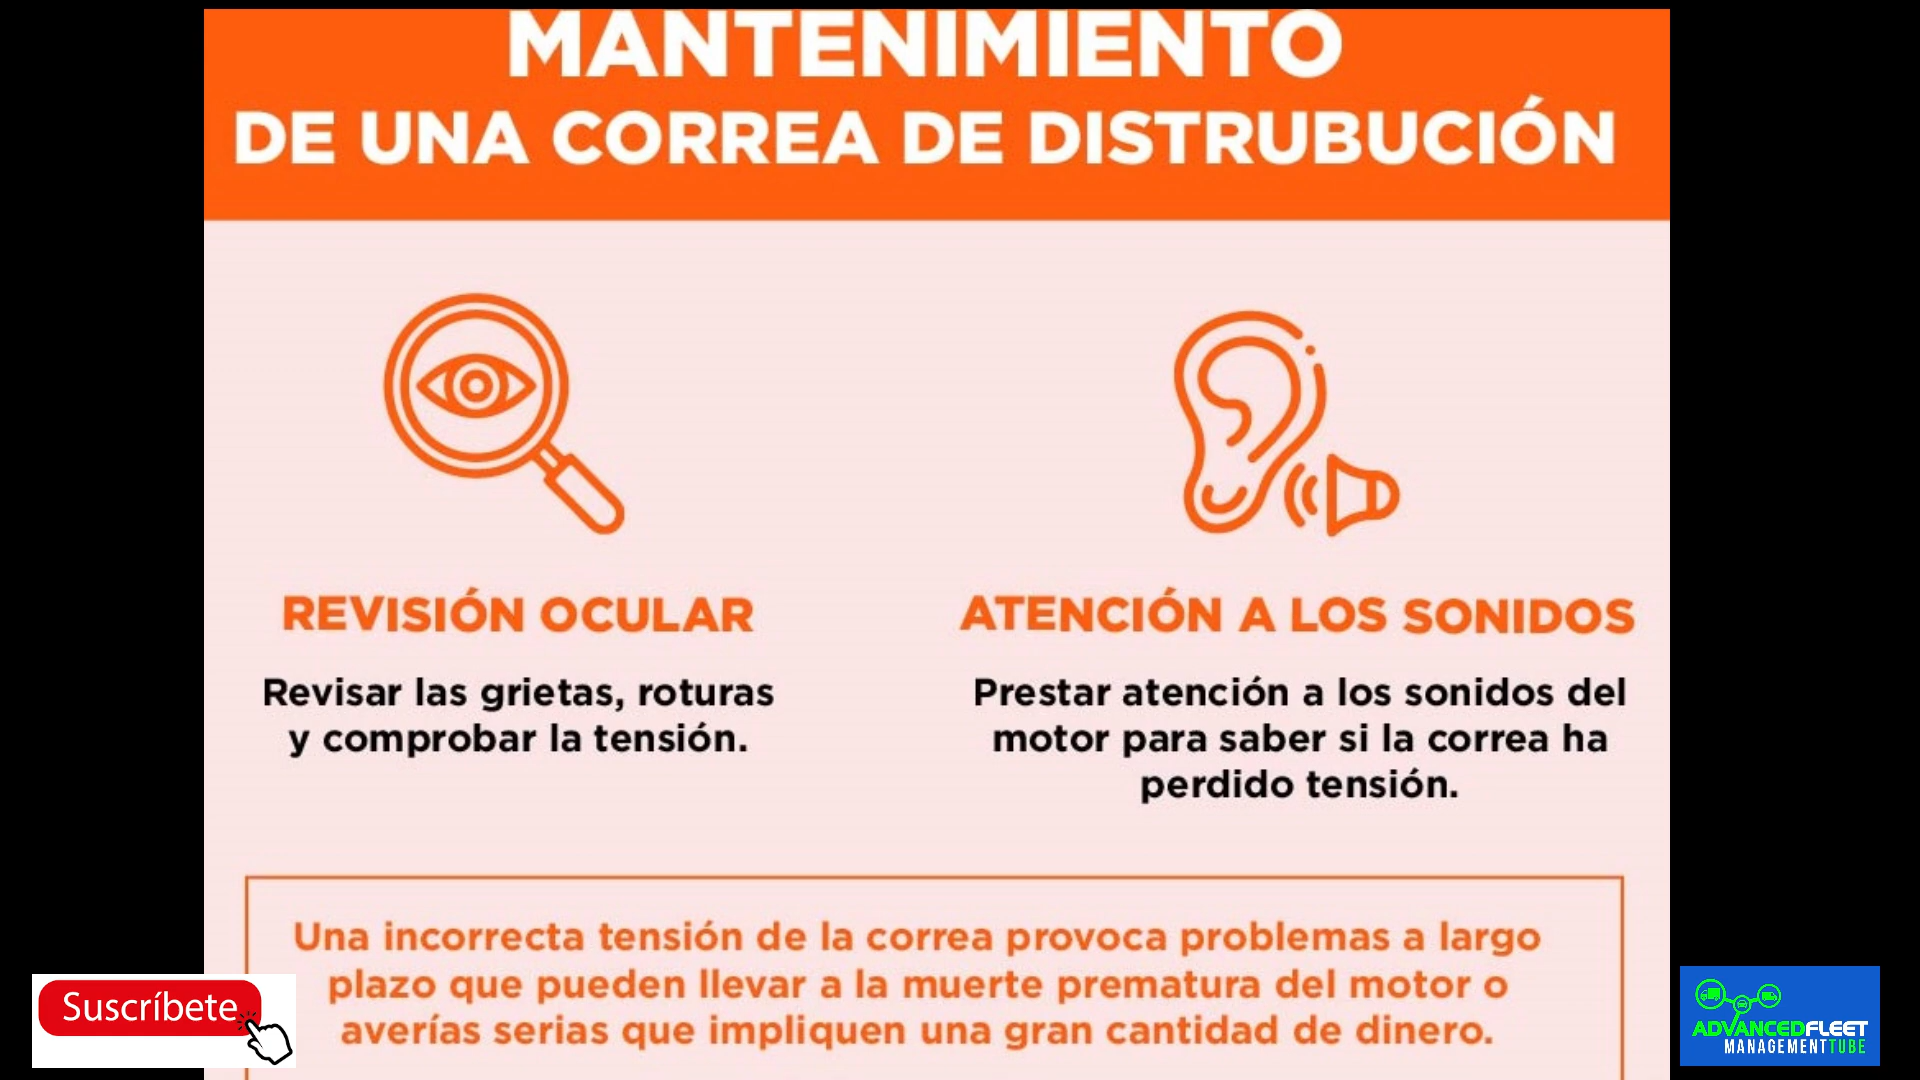 MANTENIMIENTO
DE UNA CORREA DE DISTRUBUCIÓN
REVISIÓN OCULAR
Revisar las grietas, roturas
y comprobar la tensión.
ATENCIÓN A LOS SONIDOS
Prestar atención a los sonidos del
motor para saber si la correa ha
perdido tensión.
Una incorrecta tensión de la correa provoca problemas a largo
plazo que pueden llevar a la muerte prematura del motor o
averías serias que impliquen una gran cantidad de dinero.
Suscríbete
ADVANCEDFLEET
MANAGEMENTTUBE